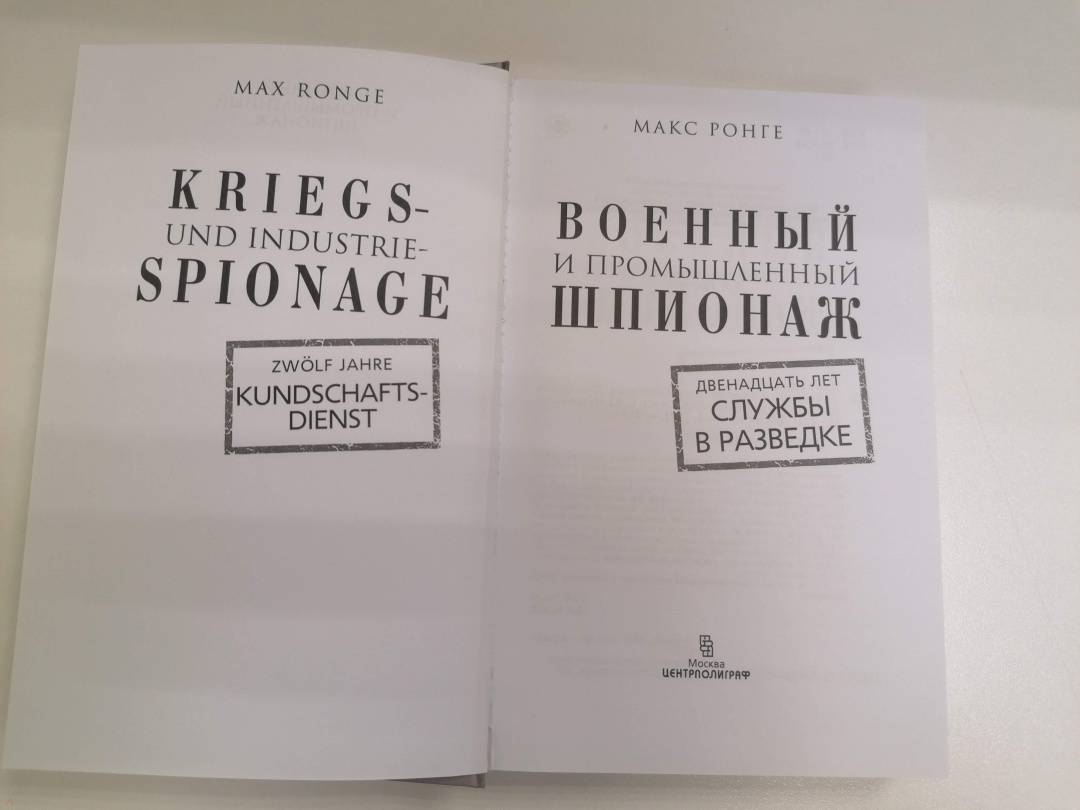 MAX RONGE
KRIEGS-
UND INDUSTRIE-
SPIONAGE
ZWÖLF JAHRE
KUNDSCHAFTS-
DIENST
МАКС РОНГЕ
ВОЕННЫЙ
И ПРОМЫШЛЕННЫЙ
ШПИОНАЖ
ДВЕНАДЦАТЬ ЛЕТ
СЛУЖБЫ
В РАЗВЕДКЕ
Москва
ЦЕНТРПОЛИГРАФ